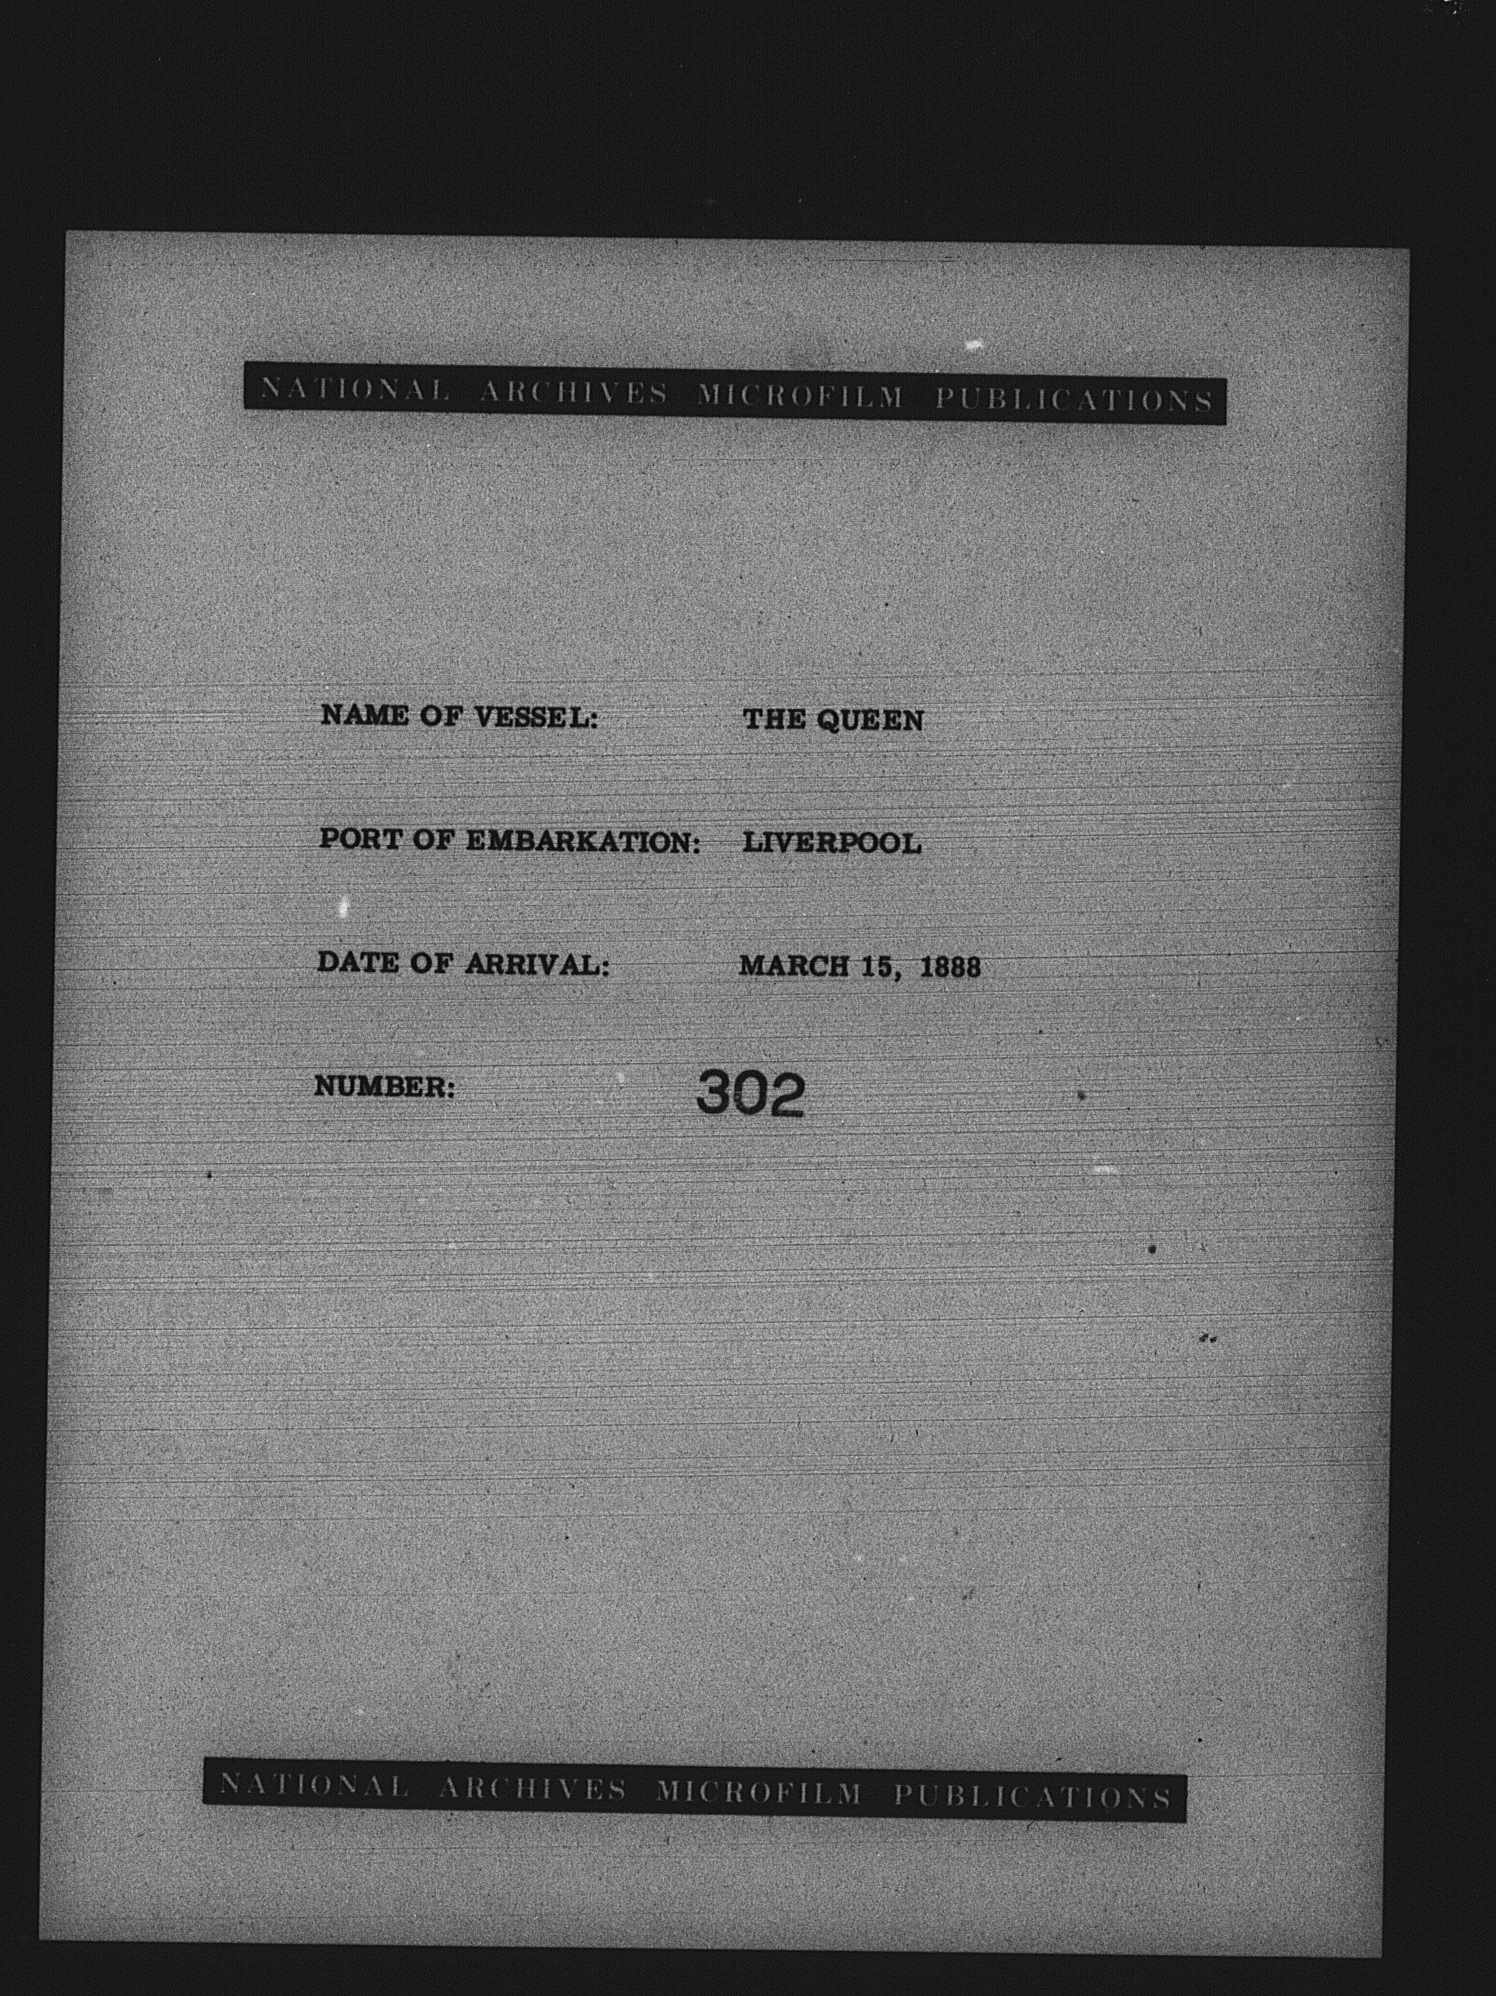 NATIONAL ARCHIVES MICROFILM PUBLICATIONS
NAME OF VESSEL: THE QUEEN
PORT OF EMBARKATION: LIVERPOOL
DATE OF ARRIVAL: MARCH 15, 1888
NUMBER: 302
NATIONAL ARCHIVES MICROFILM PUBLICATIONS